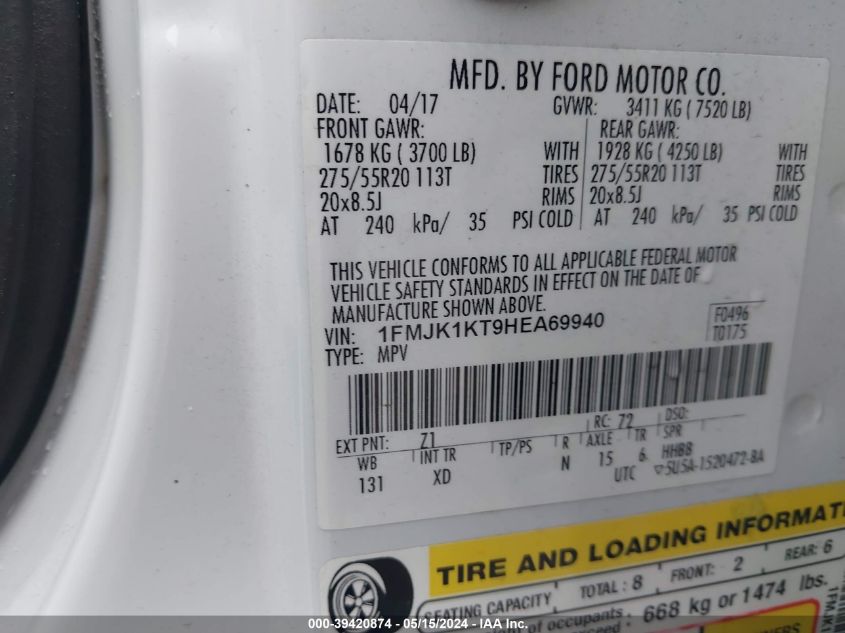 MFD. BY FORD MOTOR CO.
DATE: 04/17 GVWR: 3411 KG ( 7520 LB)
FRONT GAWR: REAR GAWR:
1678 KG ( 3700 LB) WITH 1928 KG ( 4250 LB) WITH
275/55R20 113T TIRES 275/55R20 113T TIRES
20x8.5J RIMS 20x8.5J RIMS
AT 240 kPa/ 35 PSI COLD AT 240 kPa/ 35 PSI COLD
THIS VEHICLE CONFORMS TO ALL APPLICABLE FEDERAL MOTOR
VEHICLE SAFETY STANDARDS IN EFFECT ON THE DATE OF
MANUFACTURE SHOWN ABOVE.
VIN: 1FMJK1KT9HEA69940 F0496
TYPE: MPV T0175
EXT PNT: Z1 RC: 72 DSO:
WB INT TR TP/PS R AXLE TR SPR
131 XD N 15 6 HHBB
UTC 5U5A-1520472-BA
TIRE AND LOADING INFORMATI
SEATING CAPACITY TOTAL : 8 FRONT: 2 REAR: 6
of occupants 668 kg or 1474 lbs.
000-39420874 05/15/2024 IAA Inc.